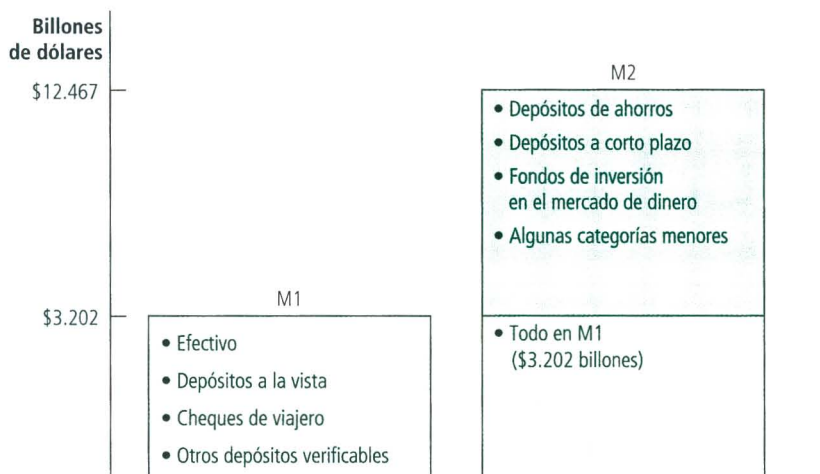 Billones
de dólares
$12.467
$3.202
M1
• Efectivo
• Depósitos a la vista
• Cheques de viajero
• Otros depósitos verificables
M2
• Depósitos de ahorros
• Depósitos a corto plazo
• Fondos de inversión
en el mercado de dinero
• Algunas categorías menores
• Todo en M1
($3.202 billones)